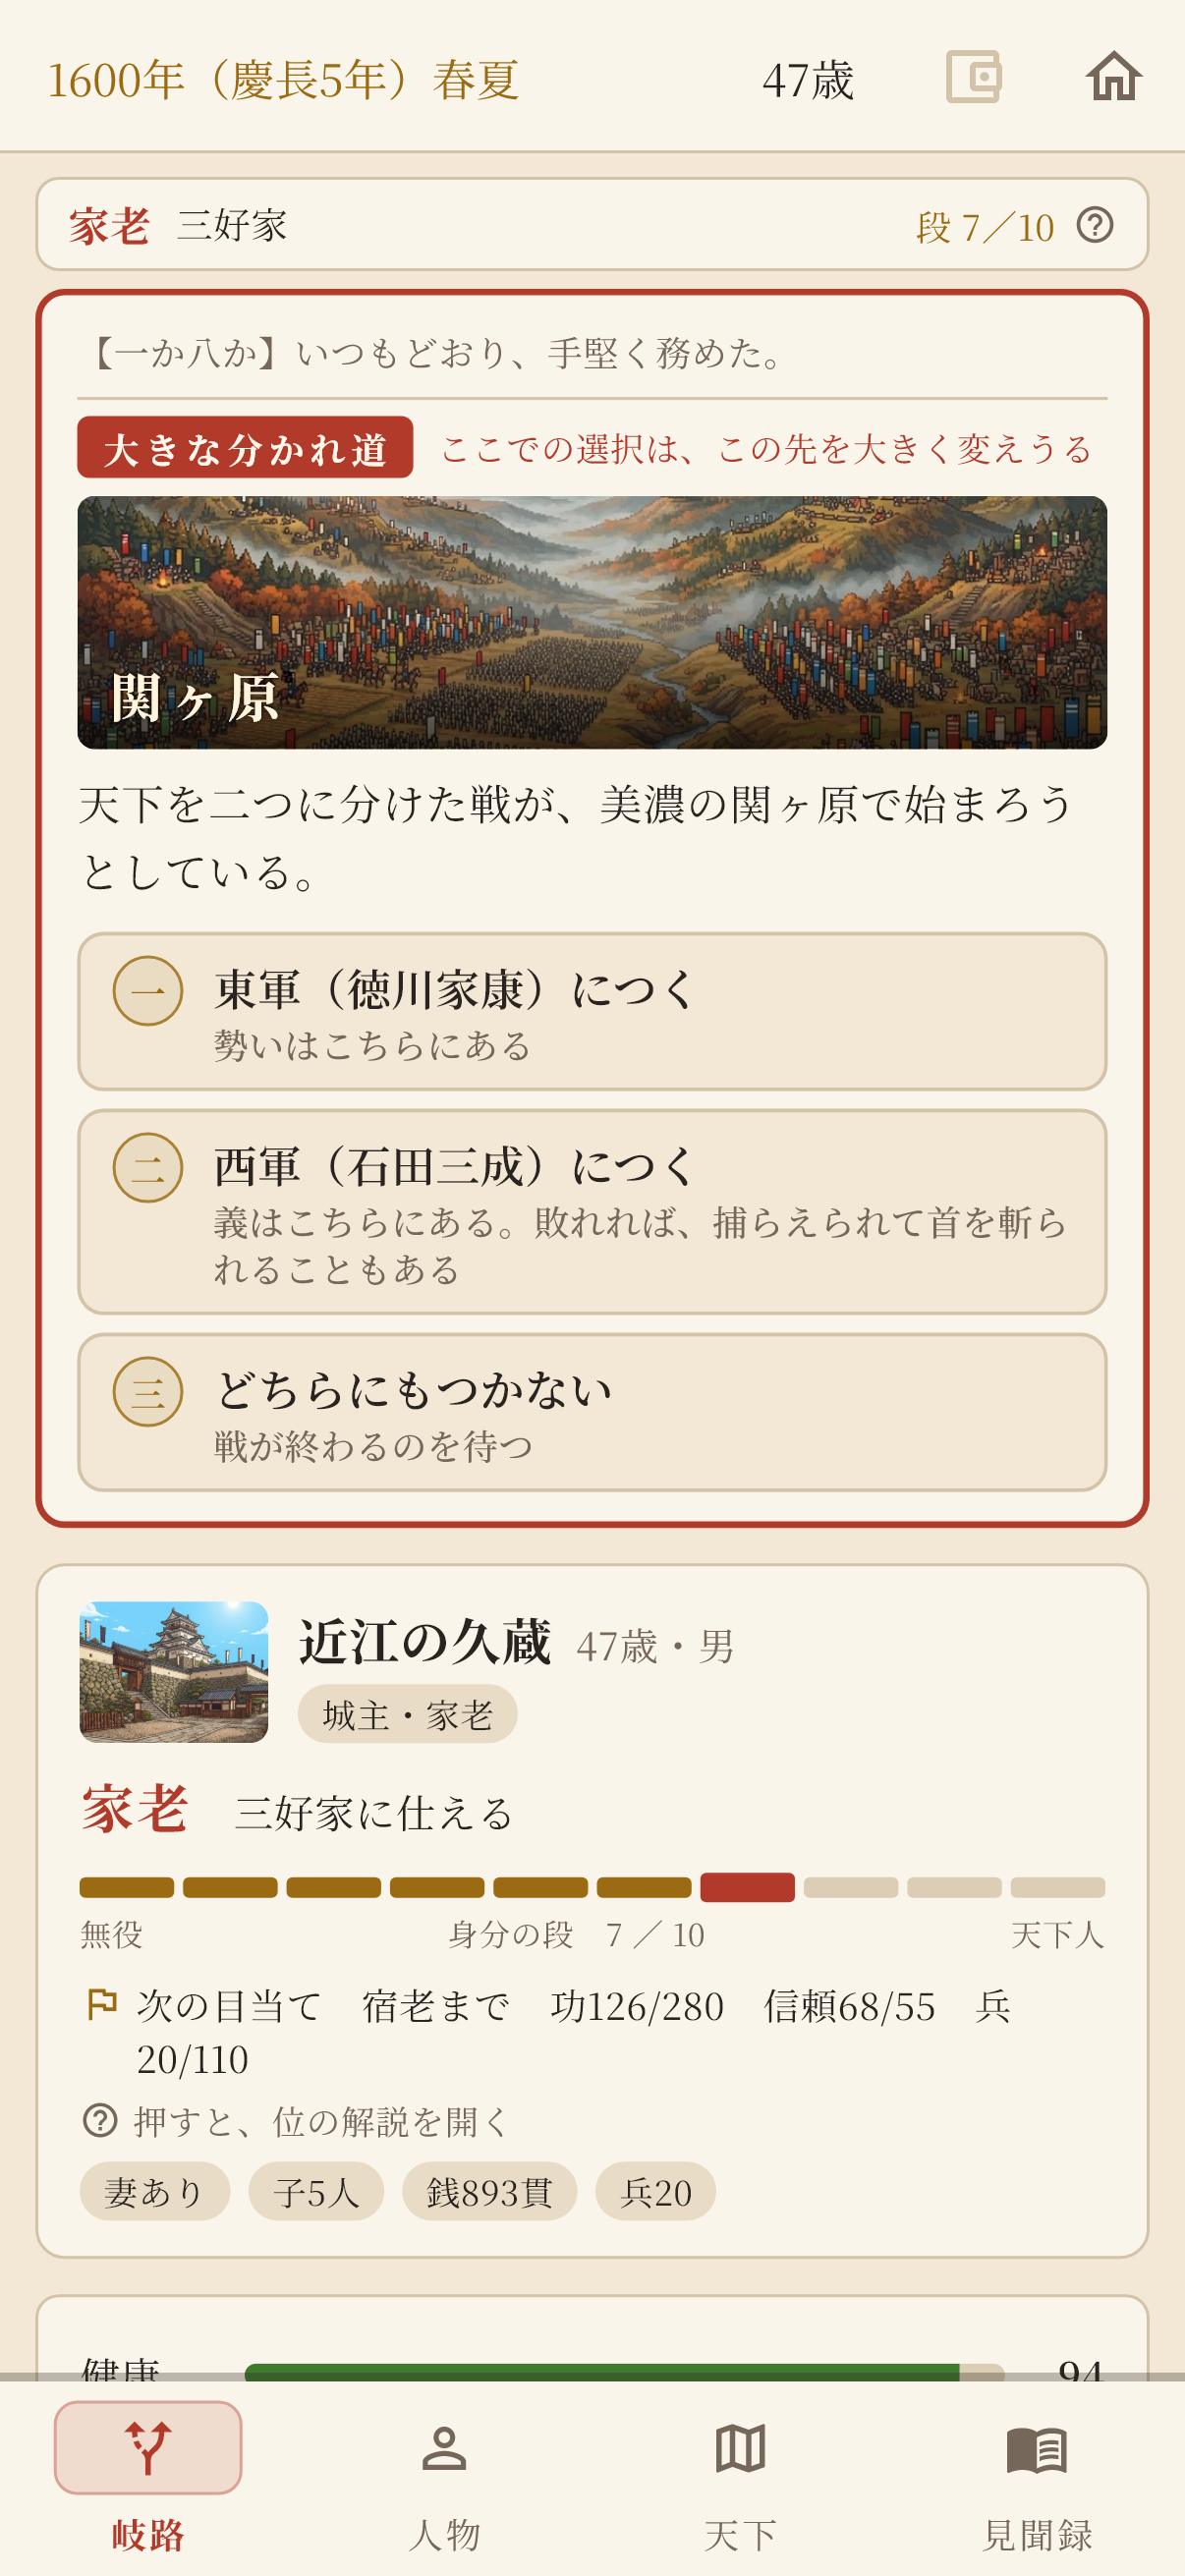 1600年（慶長5年）春夏 47歳
家老 三好家 段 7／10
【一か八か】いつもどおり、手堅く務めた。
大きな分かれ道 ここでの選択は、この先を大きく変えうる
関ヶ原
天下を二つに分けた戦が、美濃の関ヶ原で始まろう
としている。
一 東軍（徳川家康）につく
勢いはこちらにある
二 西軍（石田三成）につく
義はこちらにある。敗れれば、捕らえられて首を斬ら
れることもある
三 どちらにもつかない
戦が終わるのを待つ
近江の久蔵 47歳・男
城主・家老
家老 三好家に仕える
無役 身分の段 7 ／ 10 天下人
次の目当て 宿老まで 功126/280 信頼68/55 兵
20/110
押すと、位の解説を開く
妻あり 子5人 銭893貫 兵20
健康 94
岐路 人物 天下 見聞録